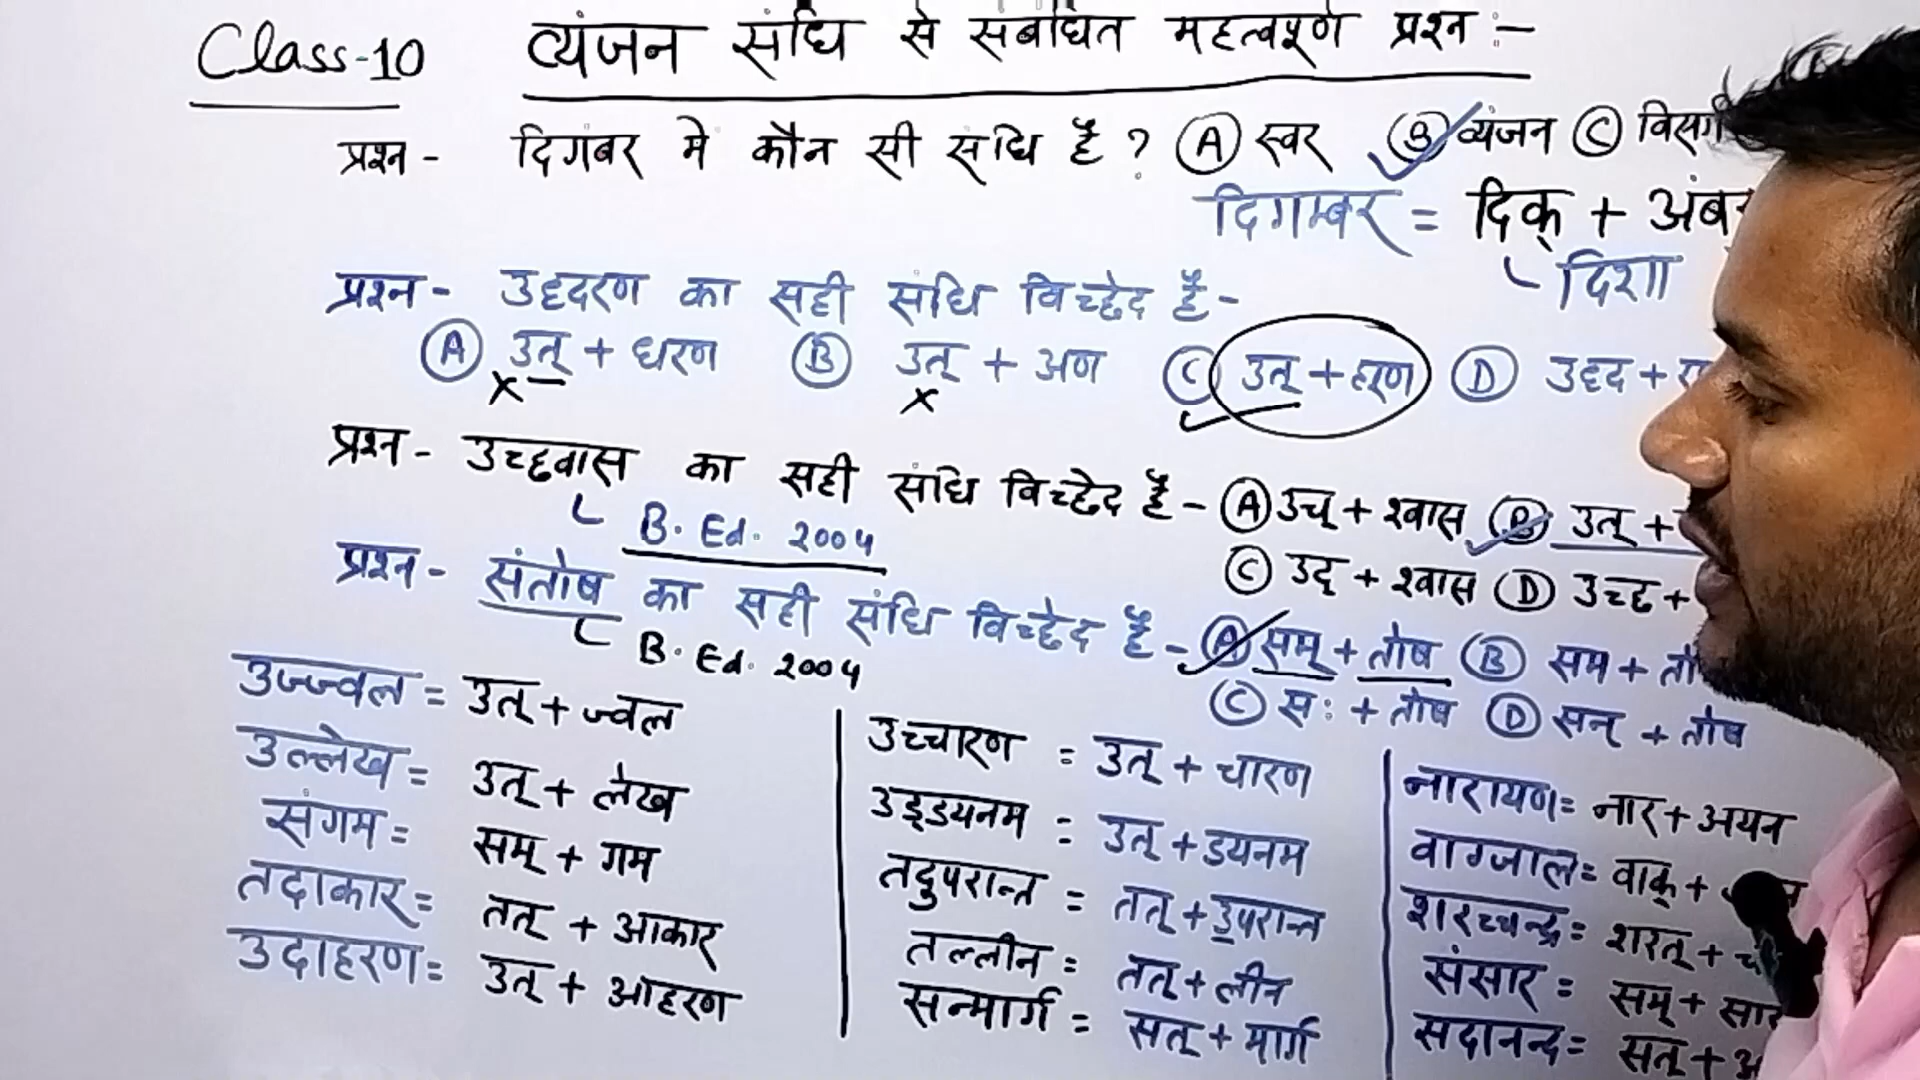 Class-10 व्यंजन संधि से संबंधित महत्वपूर्ण प्रश्न :-
प्रश्न - दिगंबर मे कौन सी संधि है ? (A) स्वर (B) व्यंजन (C) विसर्ग
दिगम्बर = दिक् + अंबर
दिशा
प्रश्न - उद्दरण का सही संधि विच्छेद है -
(A) उत् + धरण (B) उत् + अण (C) उत् + हरण (D) उद्द +
प्रश्न - उच्छवास का सही संधि विच्छेद है - (A) उच् + श्वास (B) उत् +
B. Ed. २००५
(C) उद् + श्वास (D) उच्छ +
प्रश्न - संतोष का सही संधि विच्छेद है - (A) सम् + तोष (B) सम + तो
B. Ed. २००५
(C) स: + तोष (D) सन् + तोष
उज्ज्वल = उत् + ज्वल
उल्लेख = उत् + लेख
संगम = सम् + गम
तदाकार = तत् + आकार
उदाहरण = उत् + आहरण
उच्चारण = उत् + चारण
उड्डयनम = उत् + डयनम
तदुपरान्त = तत् + उपरान्त
तल्लीन = तत् + लीन
सन्मार्ग = सत् + मार्ग
नारायण = नार + अयन
वाग्जाल = वाक् +
शरच्चन्द्र = शरत् + च
संसार = सम् + सार
सदानन्द = सत् + अ